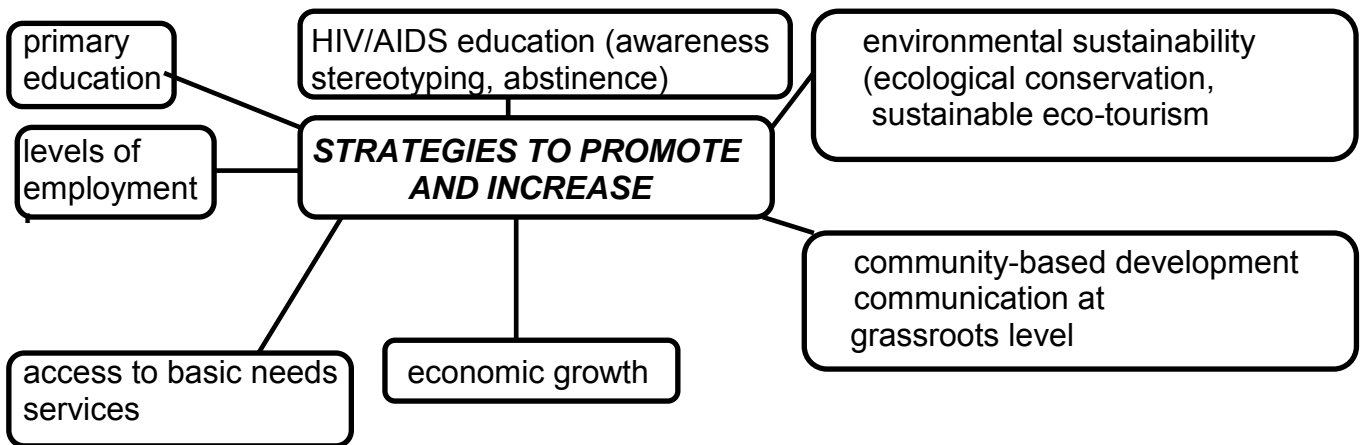 primary
education
HIV/AIDS education (awareness
stereotyping, abstinence)
environmental sustainability
(ecological conservation,
sustainable eco-tourism
levels of
employment
STRATEGIES TO PROMOTE
AND INCREASE
community-based development
communication at
grassroots level
access to basic needs
services
economic growth